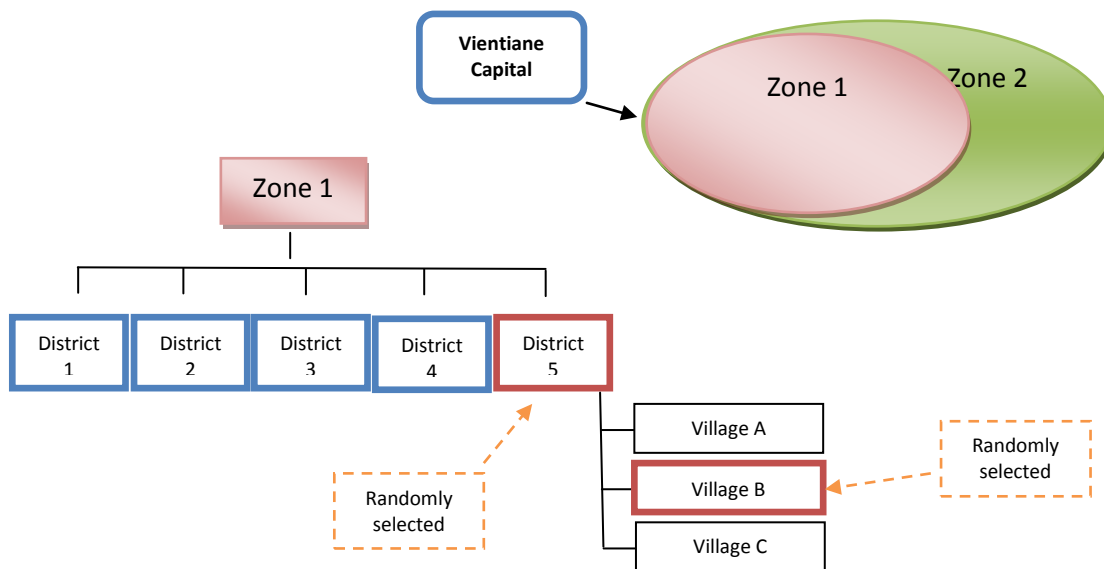 Vientiane
Capital
Zone 1
Zone 2
Zone 1
District
1
District
2
District
3
District
4
District
5
Village A
Randomly
selected
Village B
Randomly
selected
Village C